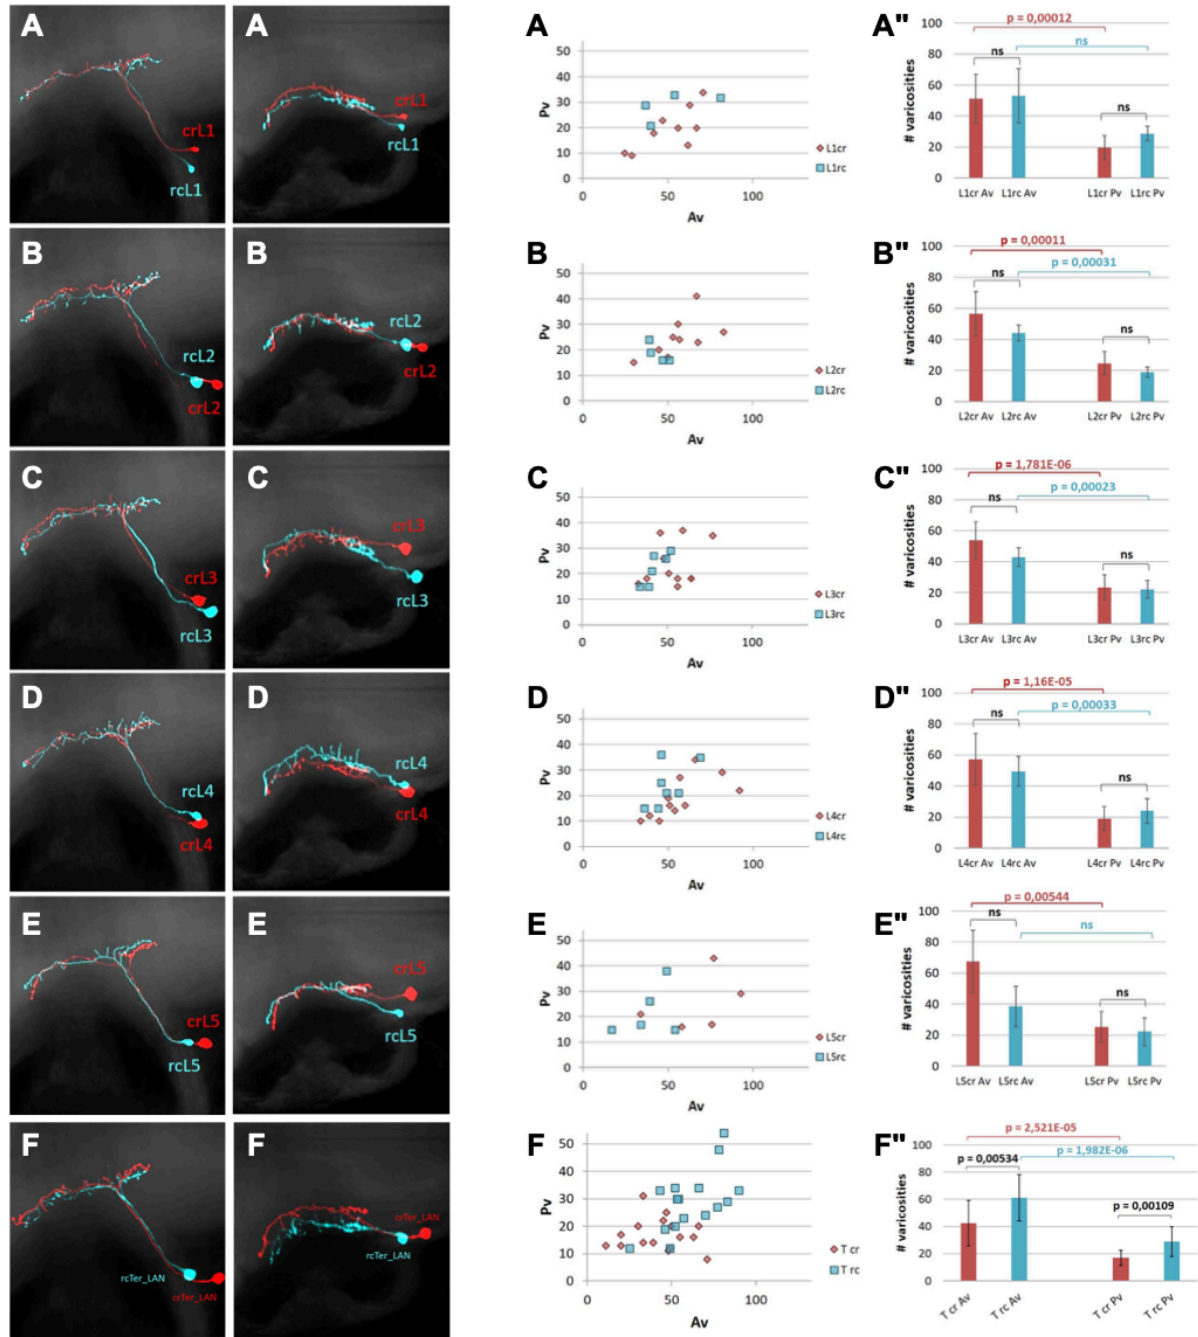 A
crL1
rcL1
A
crL1
rcL1
A
50
40
30
20
10
0
Pv
0
50
100
Av
L1cr
L1rc
A"
100
80
60
40
20
0
# varicosities
p = 0,00012
ns
ns
ns
L1cr Av
L1rc Av
L1cr Pv
L1rc Pv
B
rcL2
crL2
B
rcL2
crL2
B
50
40
30
20
10
0
Pv
0
50
100
Av
L2cr
L2rc
B"
100
80
60
40
20
0
# varicosities
p = 0,00011
p = 0,00031
ns
ns
L2cr Av
L2rc Av
L2cr Pv
L2rc Pv
C
crL3
rcL3
C
crL3
rcL3
C
50
40
30
20
10
0
Pv
0
50
100
Av
L3cr
L3rc
C"
100
80
60
40
20
0
# varicosities
p = 1,781E-06
p = 0,00023
ns
ns
L3cr Av
L3rc Av
L3cr Pv
L3rc Pv
D
rcL4
crL4
D
rcL4
crL4
D
50
40
30
20
10
0
Pv
0
50
100
Av
L4cr
L4rc
D"
100
80
60
40
20
0
# varicosities
p = 1,16E-05
p = 0,00033
ns
ns
L4cr Av
L4rc Av
L4cr Pv
L4rc Pv
E
crL5
rcL5
E
crL5
rcL5
E
50
40
30
20
10
0
Pv
0
50
100
Av
L5cr
L5rc
E"
100
80
60
40
20
0
# varicosities
p = 0,00544
ns
ns
ns
L5cr Av
L5rc Av
L5cr Pv
L5rc Pv
F
rcTer_LAN
crTer_LAN
F
crTer_LAN
rcTer_LAN
F
50
40
30
20
10
0
Pv
0
50
100
Av
T cr
T rc
F"
100
80
60
40
20
0
# varicosities
p = 2,521E-05
p = 1,982E-06
p = 0,00534
p = 0,00109
T cr Av
T rc Av
T cr Pv
T rc Pv